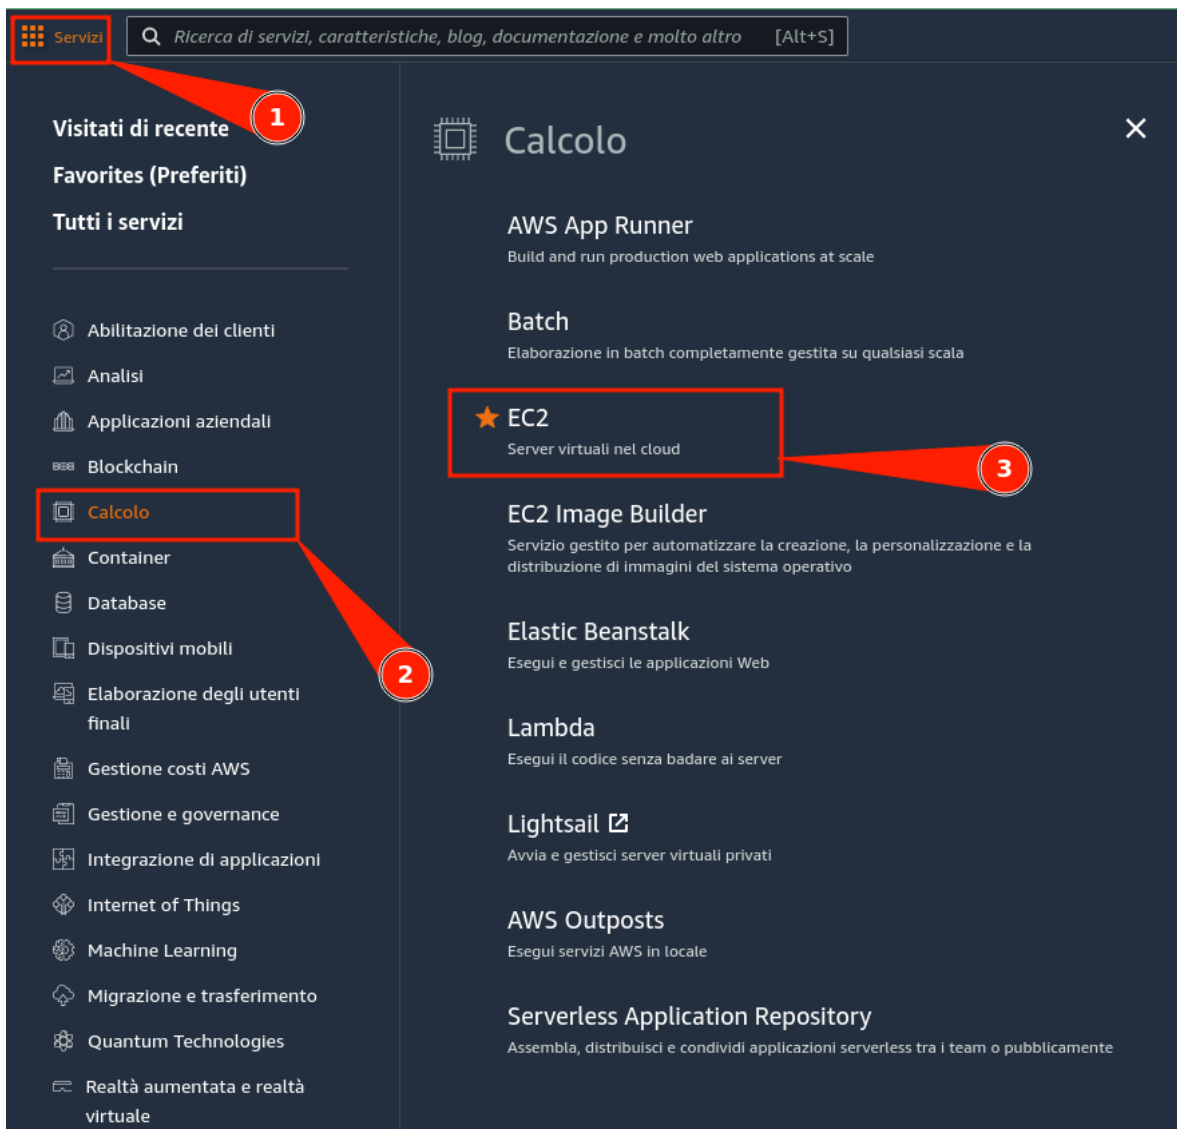 Servizi
Ricerca di servizi, caratteristiche, blog, documentazione e molto altro [Alt+S]
1
Visitati di recente
Favorites (Preferiti)
Tutti i servizi
Abilitazione dei clienti
Analisi
Applicazioni aziendali
Blockchain
Calcolo
Container
Database
Dispositivi mobili
2
Elaborazione degli utenti
finali
Gestione costi AWS
Gestione e governance
Integrazione di applicazioni
Internet of Things
Machine Learning
Migrazione e trasferimento
Quantum Technologies
Realtà aumentata e realtà
virtuale
Calcolo
AWS App Runner
Build and run production web applications at scale
Batch
Elaborazione in batch completamente gestita su qualsiasi scala
EC2
Server virtuali nel cloud
3
EC2 Image Builder
Servizio gestito per automatizzare la creazione, la personalizzazione e la
distribuzione di immagini del sistema operativo
Elastic Beanstalk
Esegui e gestisci le applicazioni Web
Lambda
Esegui il codice senza badare ai server
Lightsail
Avvia e gestisci server virtuali privati
AWS Outposts
Esegui servizi AWS in locale
Serverless Application Repository
Assembla, distribuisci e condividi applicazioni serverless tra i team o pubblicamente